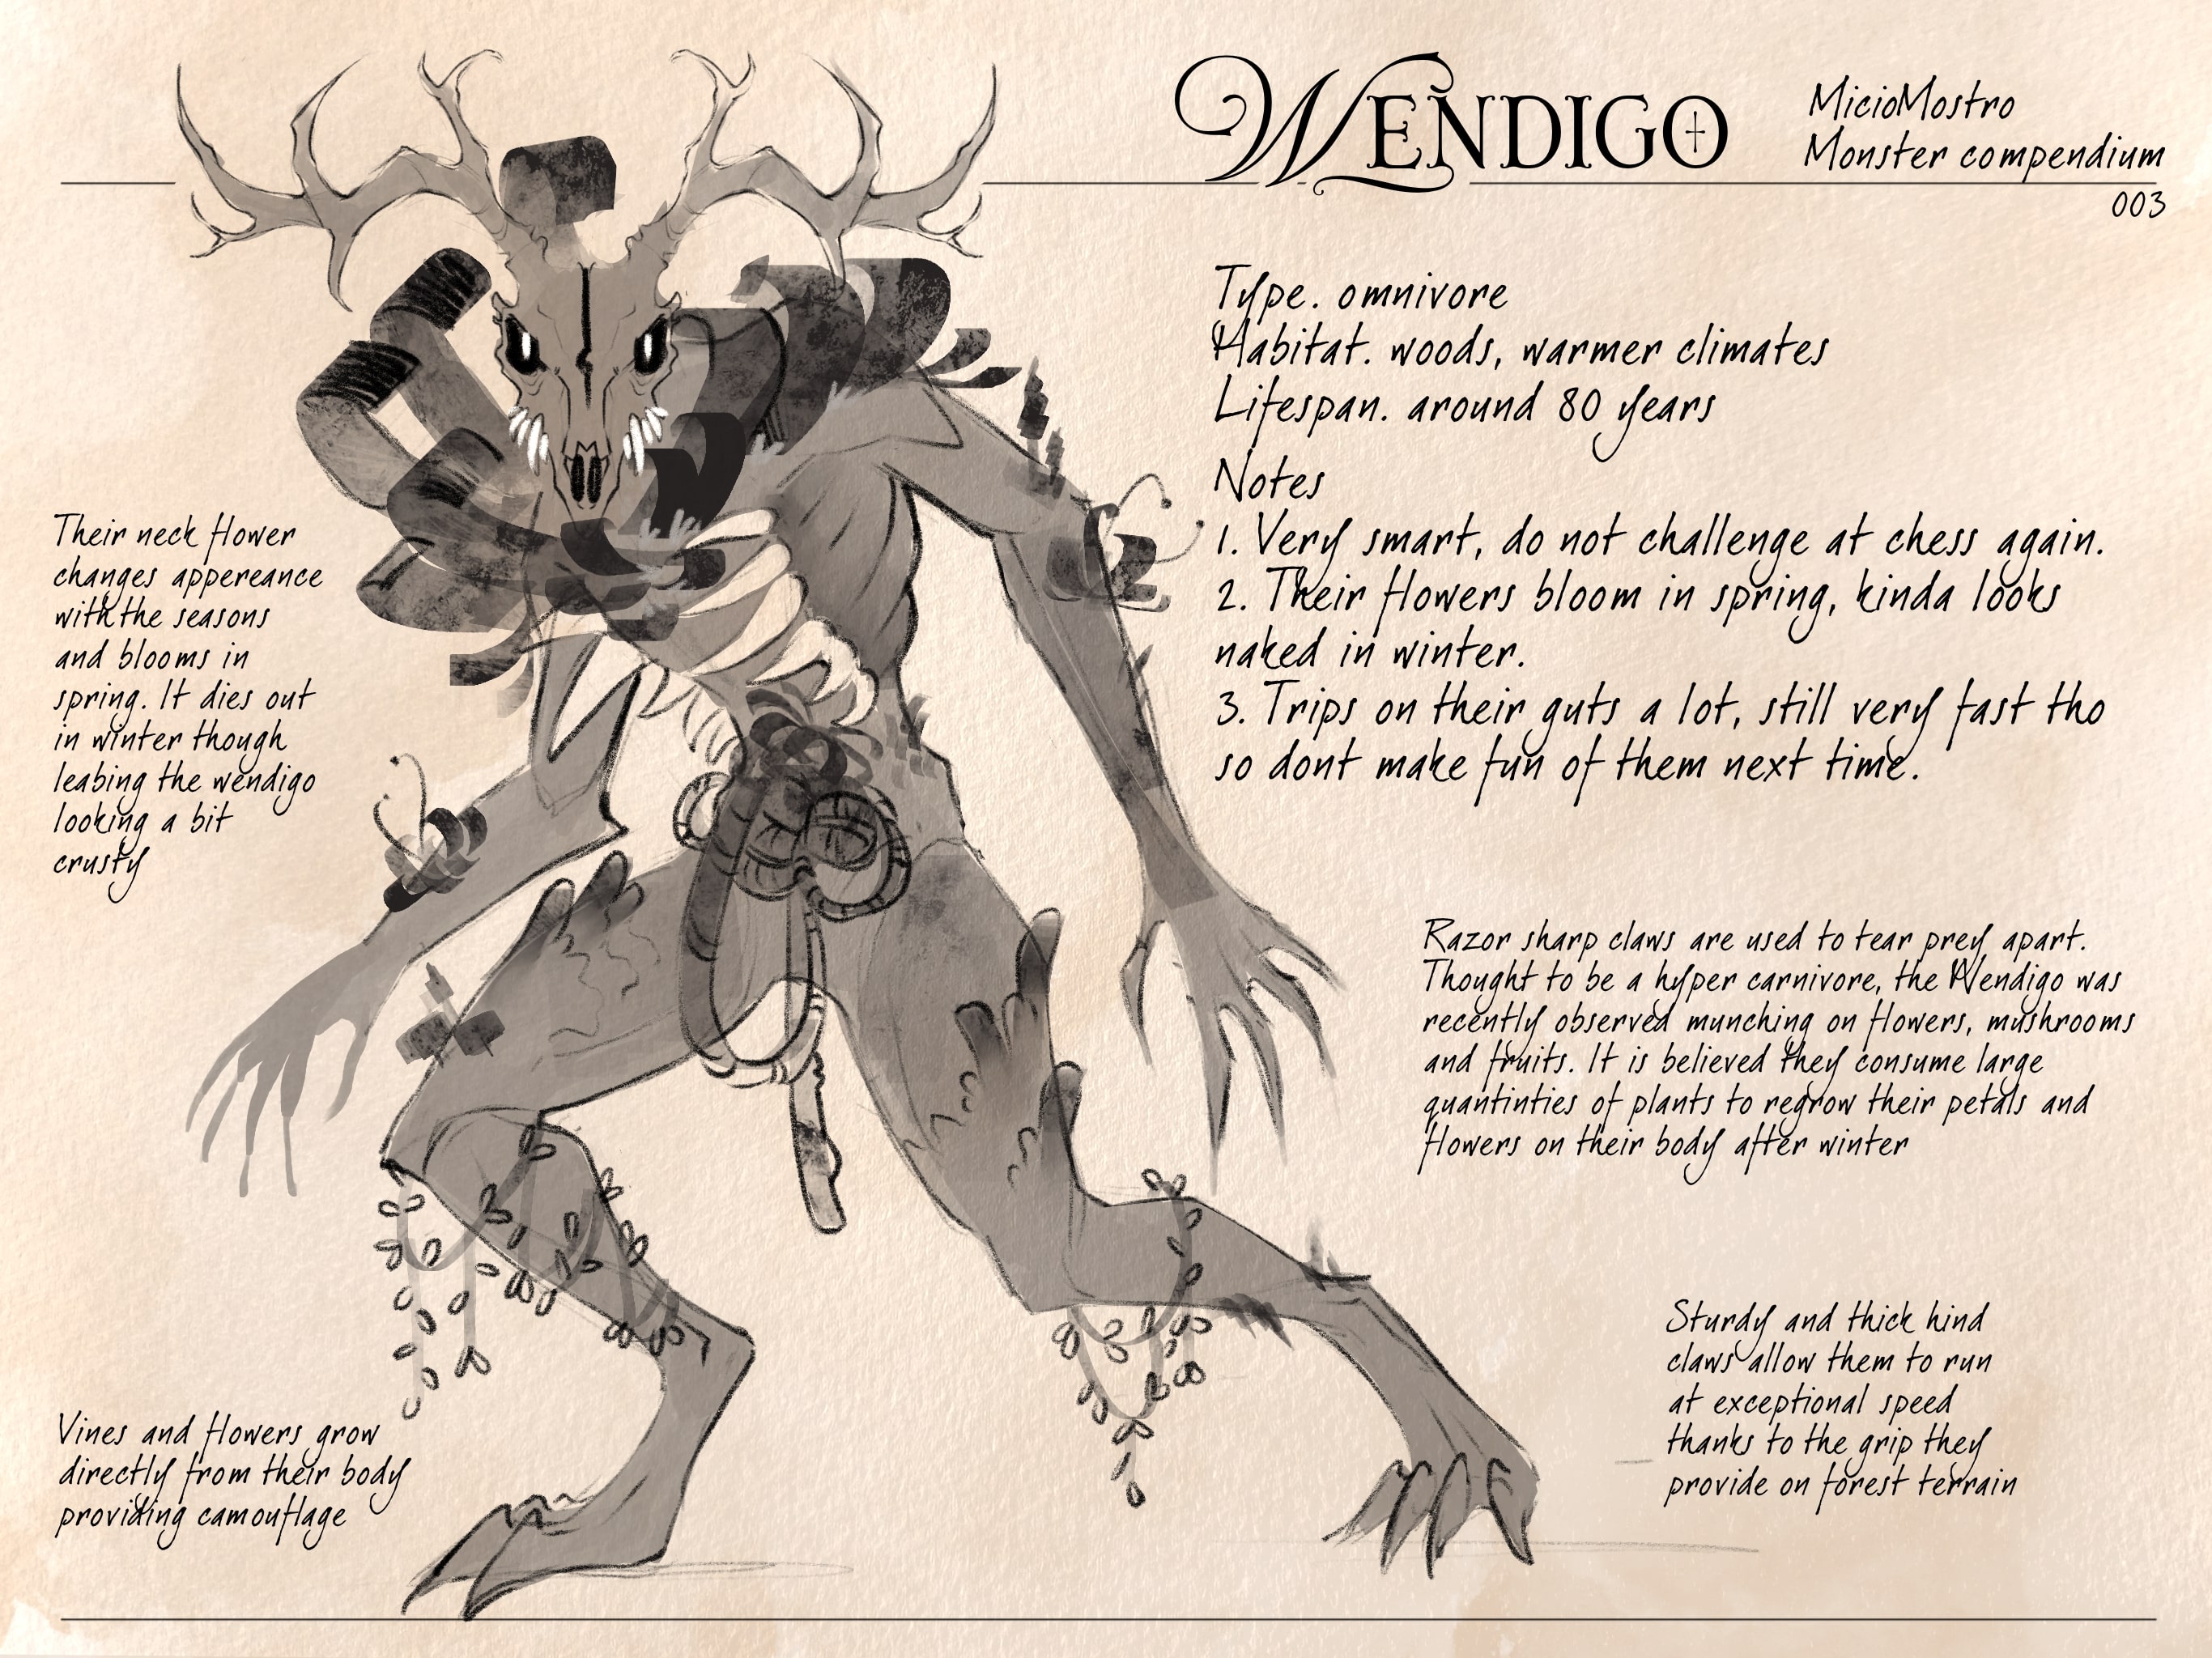 WENDIGO
MicioMostro
Monster compendium
003
Type. omnivore
Habitat. woods, warmer climates
Lifespan. around 80 years
Notes
1. Very smart, do not challenge at chess again.
2. Their flowers bloom in spring, kinda looks
naked in winter.
3. Trips on their guts a lot, still very fast tho
so dont make fun of them next time.
Their neck flower
changes appereance
with the seasons
and blooms in
spring. It dies out
in winter though
leabing the wendigo
looking a bit
crusty
Razor sharp claws are used to tear prey apart.
Thought to be a hyper carnivore, the Wendigo was
recently observed munching on flowers, mushrooms
and fruits. It is believed they consume large
quantinties of plants to regrow their petals and
flowers on their body after winter
Sturdy and thick hind
claws allow them to run
at exceptional speed
thanks to the grip they
provide on forest terrain
Vines and flowers grow
directly from their body
providing camouflage